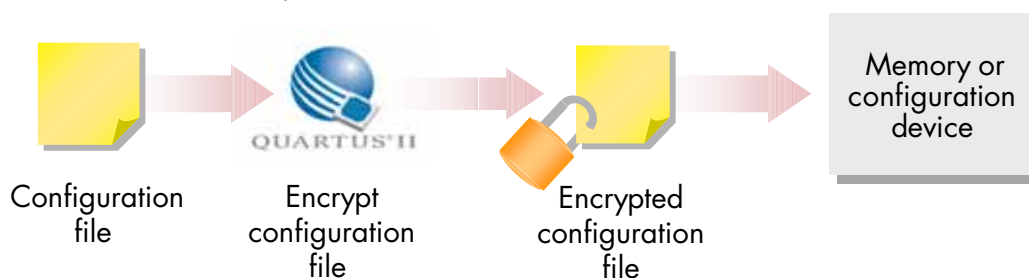 Configuration
file
QUARTUS® II
Encrypt
configuration
file
Encrypted
configuration
file
Memory or
configuration
device